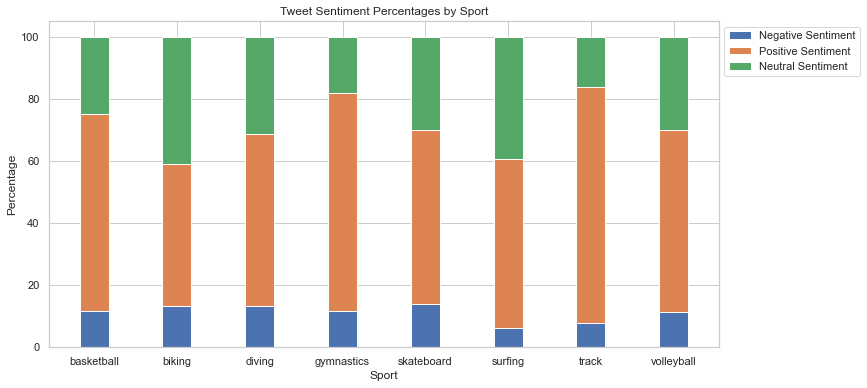 Tweet Sentiment Percentages by Sport
Negative Sentiment
Positive Sentiment
Neutral Sentiment
Percentage
100
80
60
40
20
0
basketball biking diving gymnastics skateboard surfing track volleyball
Sport